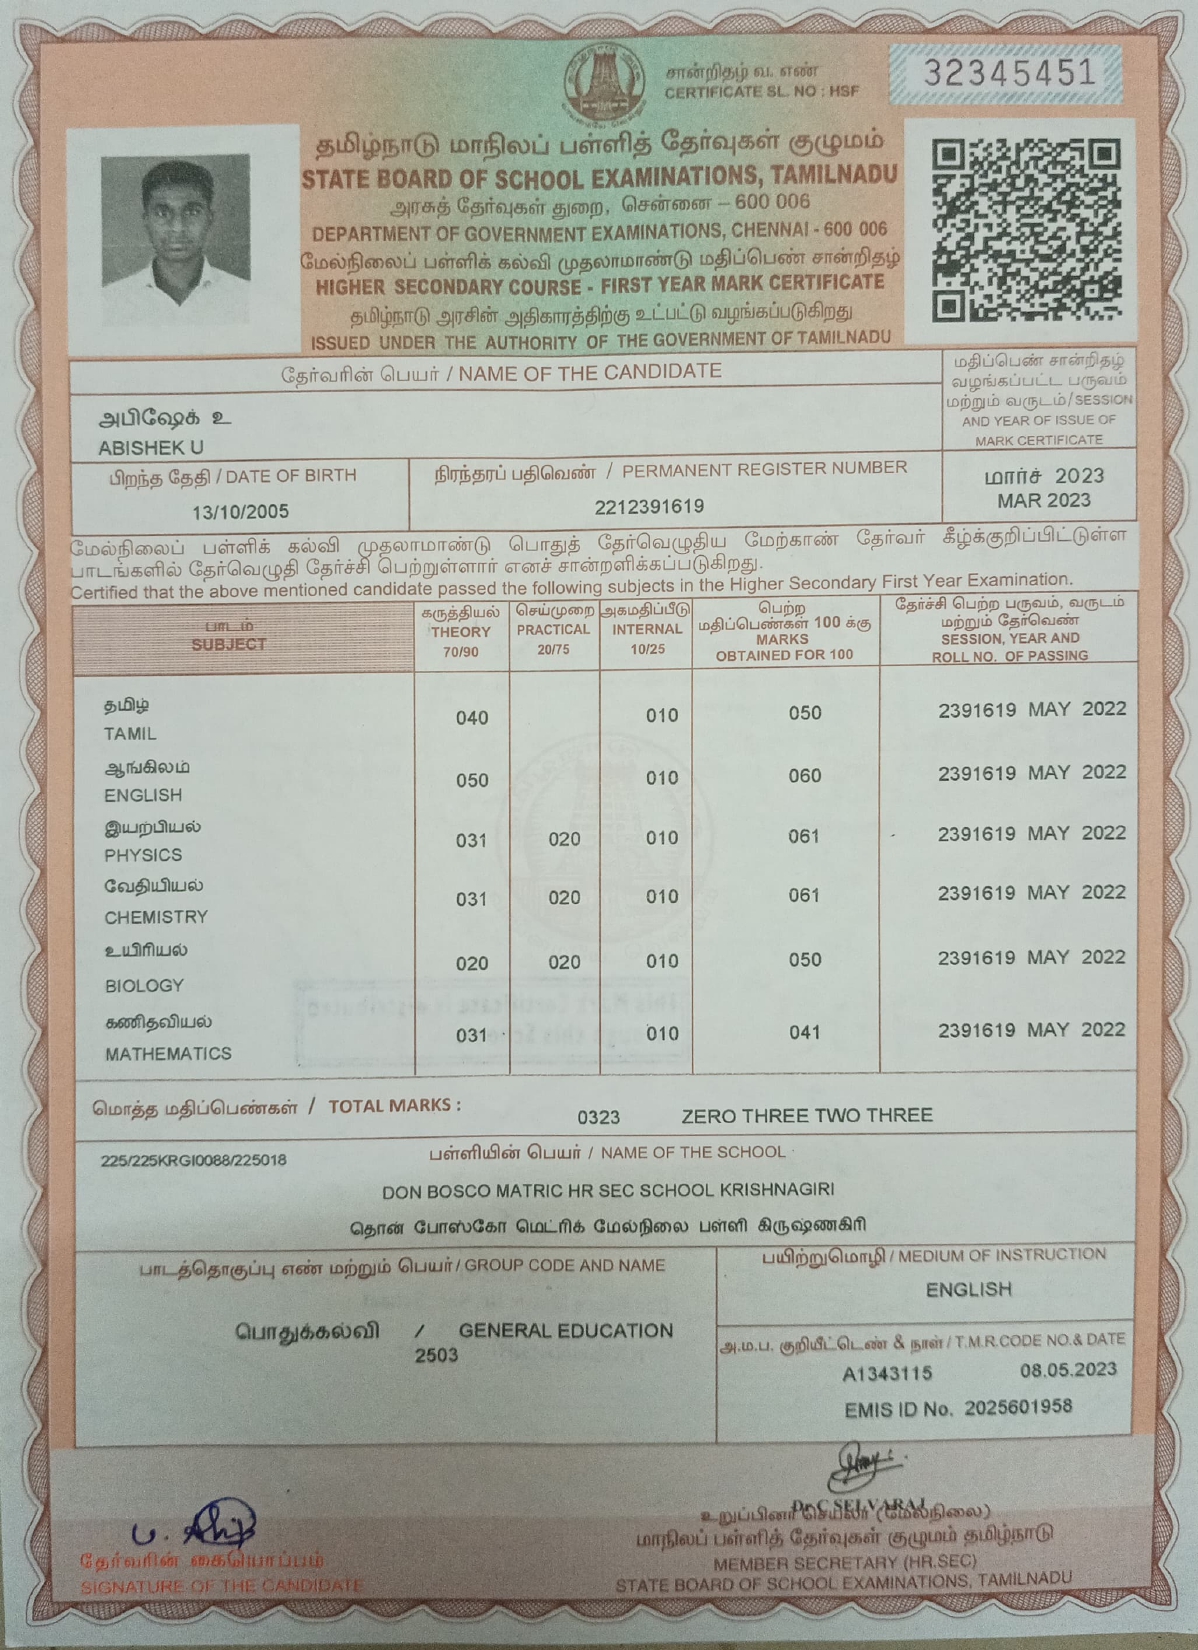 சான்றிதழ் வ. எண்
CERTIFICATE SL. NO : HSF
32345451
தமிழ்நாடு மாநிலப் பள்ளித் தேர்வுகள் குழுமம்
STATE BOARD OF SCHOOL EXAMINATIONS, TAMILNADU
அரசுத் தேர்வுகள் துறை, சென்னை – 600 006
DEPARTMENT OF GOVERNMENT EXAMINATIONS, CHENNAI - 600 006
மேல்நிலைப் பள்ளிக் கல்வி முதலாமாண்டு மதிப்பெண் சான்றிதழ்
HIGHER SECONDARY COURSE - FIRST YEAR MARK CERTIFICATE
தமிழ்நாடு அரசின் அதிகாரத்திற்கு உட்பட்டு வழங்கப்படுகிறது
ISSUED UNDER THE AUTHORITY OF THE GOVERNMENT OF TAMILNADU
தேர்வரின் பெயர் / NAME OF THE CANDIDATE
அபிஷேக் உ
ABISHEK U
மதிப்பெண் சான்றிதழ்
வழங்கப்பட்ட பருவம்
மற்றும் வருடம்/SESSION
AND YEAR OF ISSUE OF
MARK CERTIFICATE
பிறந்த தேதி / DATE OF BIRTH
13/10/2005
நிரந்தரப் பதிவெண் / PERMANENT REGISTER NUMBER
2212391619
மார்ச் 2023
MAR 2023
மேல்நிலைப் பள்ளிக் கல்வி முதலாமாண்டு பொதுத் தேர்வெழுதிய மேற்காண் தேர்வர் கீழ்க்குறிப்பிட்டுள்ள
பாடங்களில் தேர்வெழுதி தேர்ச்சி பெற்றுள்ளார் எனச் சான்றளிக்கப்படுகிறது.
Certified that the above mentioned candidate passed the following subjects in the Higher Secondary First Year Examination.
பாடம்
SUBJECT
கருத்தியல்
THEORY
70/90
செய்முறை
PRACTICAL
20/75
அகமதிப்பீடு
INTERNAL
10/25
பெற்ற
மதிப்பெண்கள் 100 க்கு
MARKS
OBTAINED FOR 100
தேர்ச்சி பெற்ற பருவம், வருடம்
மற்றும் தேர்வெண்
SESSION, YEAR AND
ROLL NO. OF PASSING
தமிழ்
TAMIL 040 010 050 2391619 MAY 2022
ஆங்கிலம்
ENGLISH 050 010 060 2391619 MAY 2022
இயற்பியல்
PHYSICS 031 020 010 061 2391619 MAY 2022
வேதியியல்
CHEMISTRY 031 020 010 061 2391619 MAY 2022
உயிரியல்
BIOLOGY 020 020 010 050 2391619 MAY 2022
கணிதவியல்
MATHEMATICS 031 010 041 2391619 MAY 2022
மொத்த மதிப்பெண்கள் / TOTAL MARKS : 0323 ZERO THREE TWO THREE
225/225KRGI0088/225018 பள்ளியின் பெயர் / NAME OF THE SCHOOL
DON BOSCO MATRIC HR SEC SCHOOL KRISHNAGIRI
தொன் போஸ்கோ மெட்ரிக் மேல்நிலை பள்ளி கிருஷ்ணகிரி
பாடத்தொகுப்பு எண் மற்றும் பெயர்/ GROUP CODE AND NAME
பொதுக்கல்வி / GENERAL EDUCATION
2503
பயிற்றுமொழி / MEDIUM OF INSTRUCTION
ENGLISH
அ.ம.ப. குறியீட்டெண் & நாள் / T.M.R.CODE NO.& DATE
A1343115 08.05.2023
EMIS ID No. 2025601958
U. Abi
தேர்வரின் கையொப்பம்
SIGNATURE OF THE CANDIDATE
Dr. C SELVARAJ
உறுப்பினர் செயலர் (மேல்நிலை)
மாநிலப் பள்ளித் தேர்வுகள் குழுமம் தமிழ்நாடு
MEMBER SECRETARY (HR.SEC)
STATE BOARD OF SCHOOL EXAMINATIONS, TAMILNADU